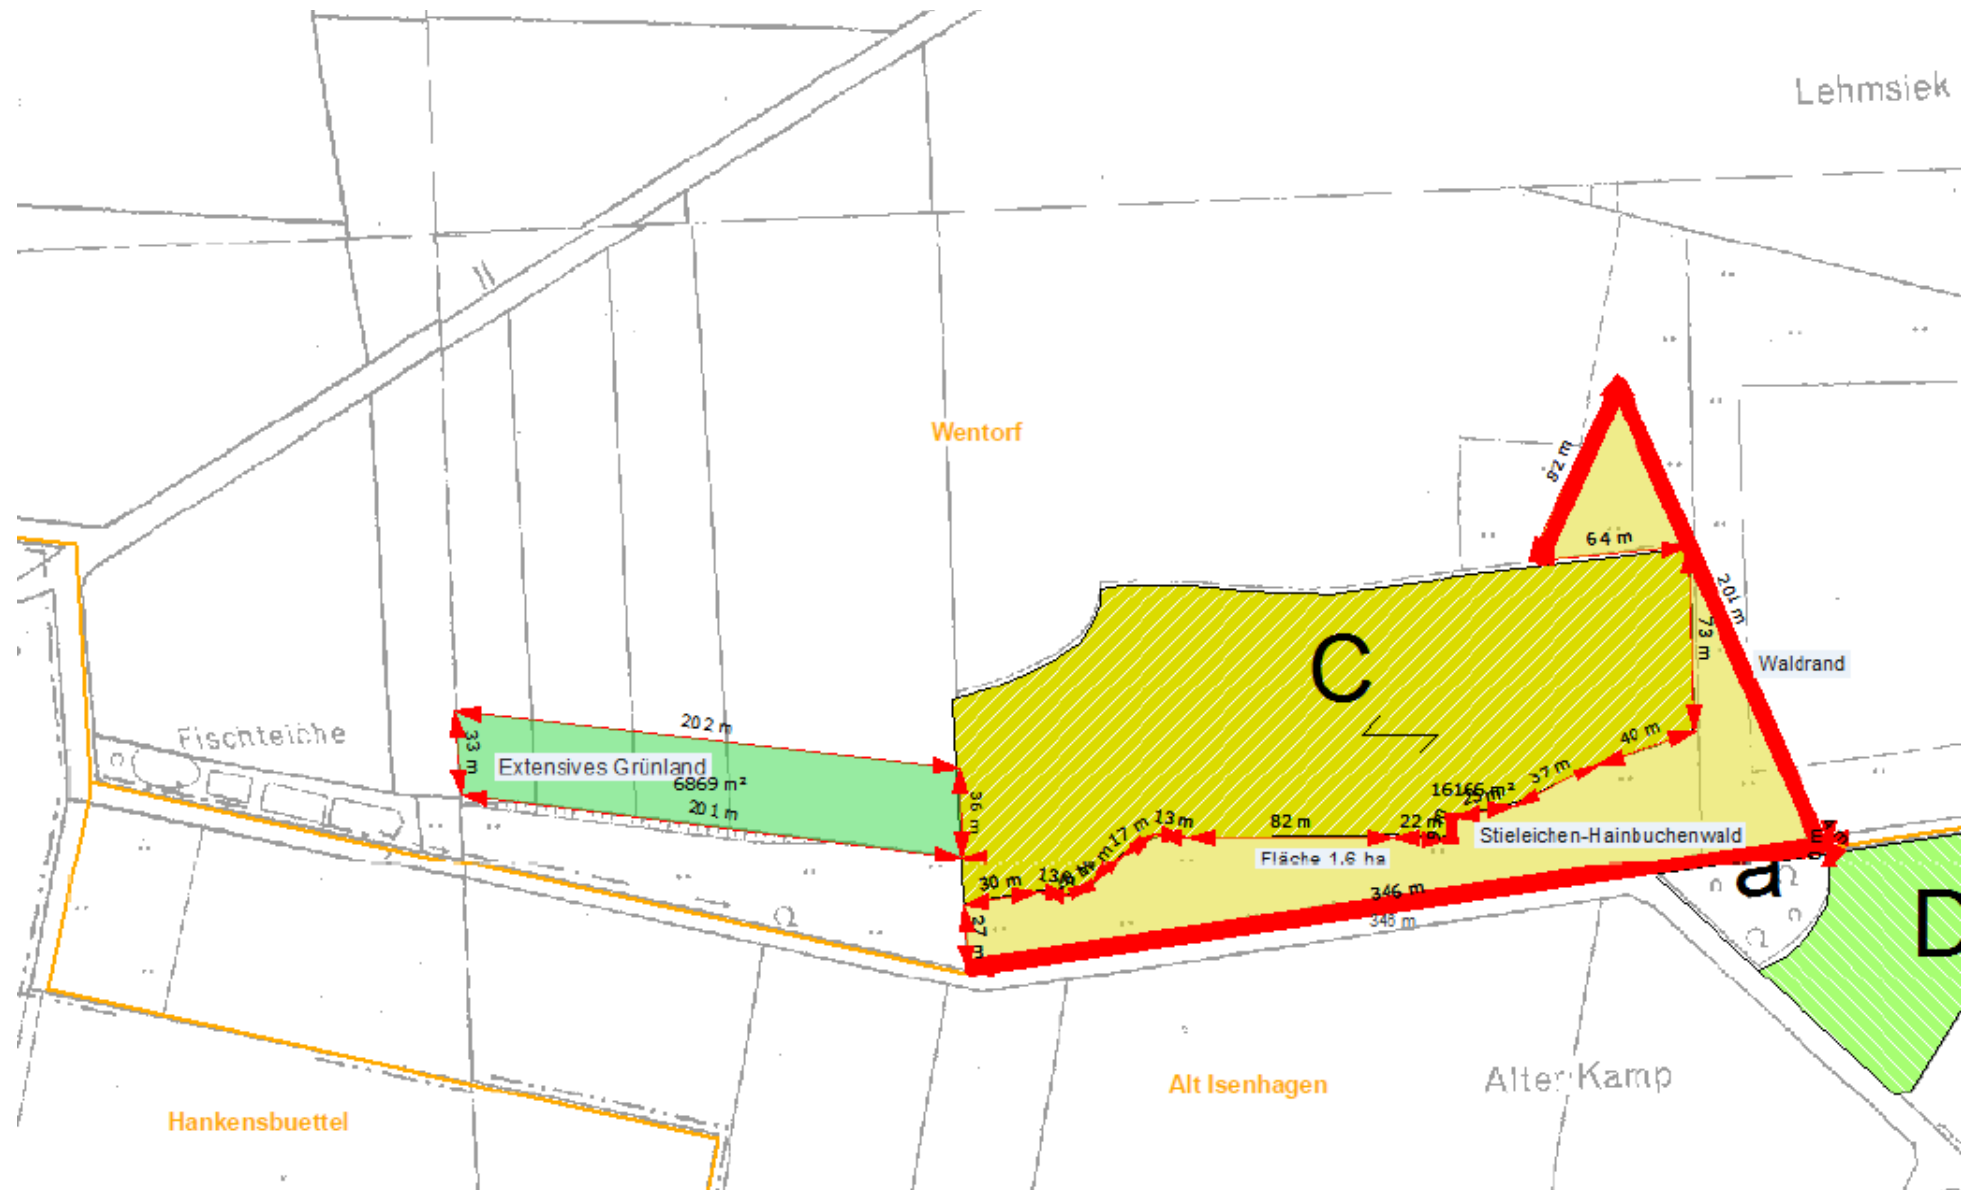 Lehmsiek
Wentorf
82 m
64 m
201 m
73 m
C
Waldrand
202 m
Fischteiche
33 m
Extensives Grünland
6869 m²
201 m
36 m
40 m
37 m
16166 m²
25 m
17 m
13 m
82 m
22 m
Stieleichen-Hainbuchenwald
Fläche 1.6 ha
30 m
346 m
348 m
27 m
a
D
Alter Kamp
Alt Isenhagen
Hankensbuettel